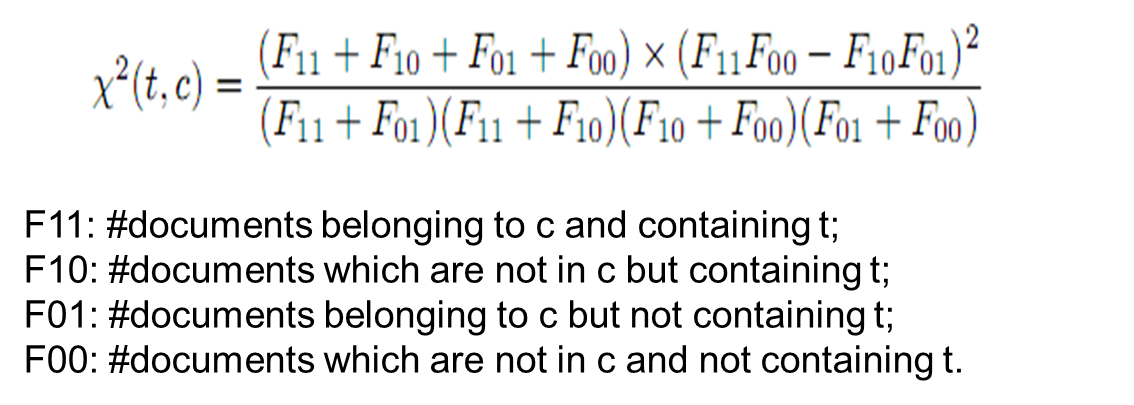 χ²(t, c) = (F₁₁ + F₁₀ + F₀₁ + F₀₀) × (F₁₁F₀₀ − F₁₀F₀₁)² / (F₁₁ + F₀₁)(F₁₁ + F₁₀)(F₁₀ + F₀₀)(F₀₁ + F₀₀)
F11: #documents belonging to c and containing t;
F10: #documents which are not in c but containing t;
F01: #documents belonging to c but not containing t;
F00: #documents which are not in c and not containing t.